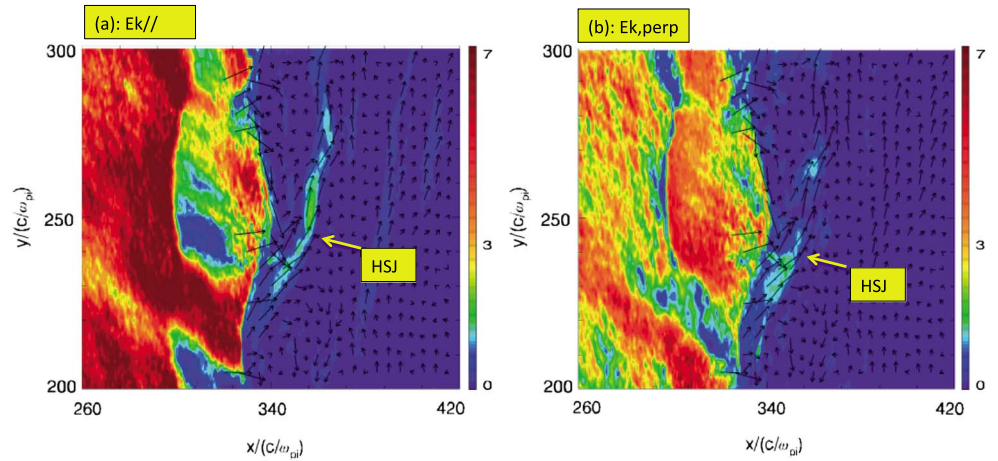 (a): Ek//
(b): Ek,perp
300
7
300
7
y/(c/ω_pi)
250
3
y/(c/ω_pi)
250
3
HSJ
HSJ
200
0
200
0
260
340
420
260
340
420
x/(c/ω_pi)
x/(c/ω_pi)